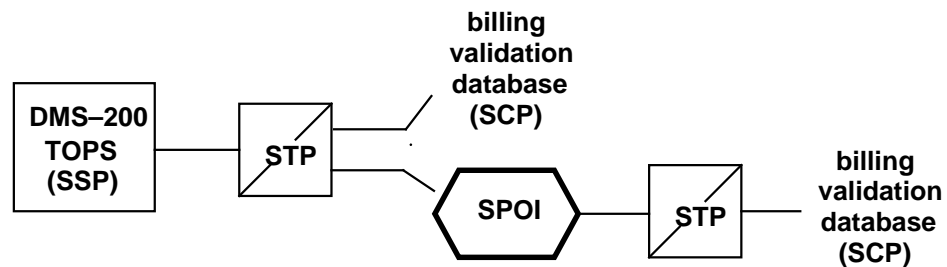 billing
validation
database
(SCP)
DMS–200
TOPS
(SSP)
STP
SPOI
STP
billing
validation
database
(SCP)